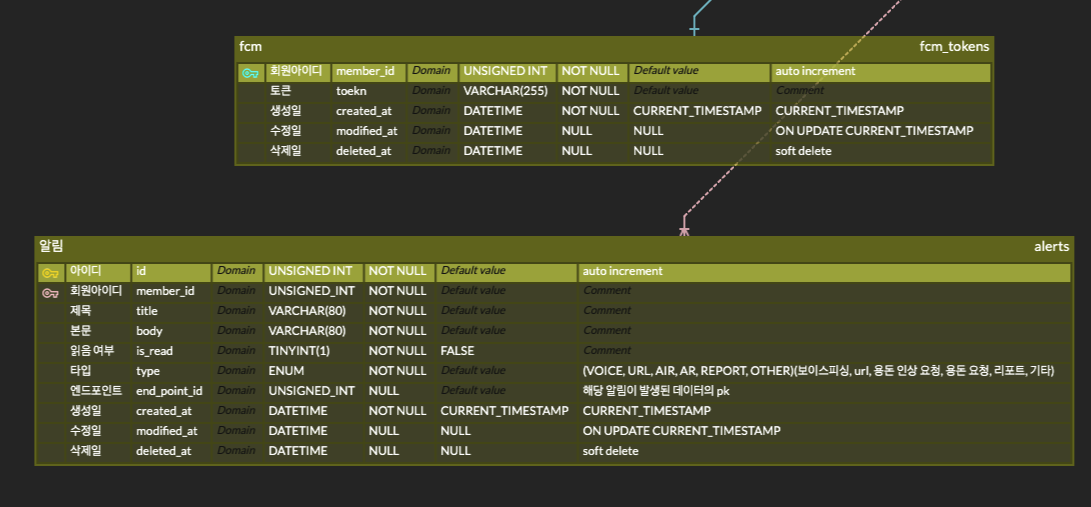 fcm fcm_tokens
회원아이디 member_id Domain UNSIGNED INT NOT NULL Default value auto increment
토큰 toekn Domain VARCHAR(255) NOT NULL Default value Comment
생성일 created_at Domain DATETIME NOT NULL CURRENT_TIMESTAMP CURRENT_TIMESTAMP
수정일 modified_at Domain DATETIME NULL NULL ON UPDATE CURRENT_TIMESTAMP
삭제일 deleted_at Domain DATETIME NULL NULL soft delete
알림 alerts
아이디 id Domain UNSIGNED INT NOT NULL Default value auto increment
회원아이디 member_id Domain UNSIGNED_INT NOT NULL Default value Comment
제목 title Domain VARCHAR(80) NOT NULL Default value Comment
본문 body Domain VARCHAR(80) NOT NULL Default value Comment
읽음 여부 is_read Domain TINYINT(1) NOT NULL FALSE Comment
타입 type Domain ENUM NOT NULL Default value (VOICE, URL, AIR, AR, REPORT, OTHER)(보이스피싱, url, 용돈 인상 요청, 용돈 요청, 리포트, 기타)
엔드포인트 end_point_id Domain UNSIGNED_INT NULL Default value 해당 알림이 발생된 데이터의 pk
생성일 created_at Domain DATETIME NOT NULL CURRENT_TIMESTAMP CURRENT_TIMESTAMP
수정일 modified_at Domain DATETIME NULL NULL ON UPDATE CURRENT_TIMESTAMP
삭제일 deleted_at Domain DATETIME NULL NULL soft delete